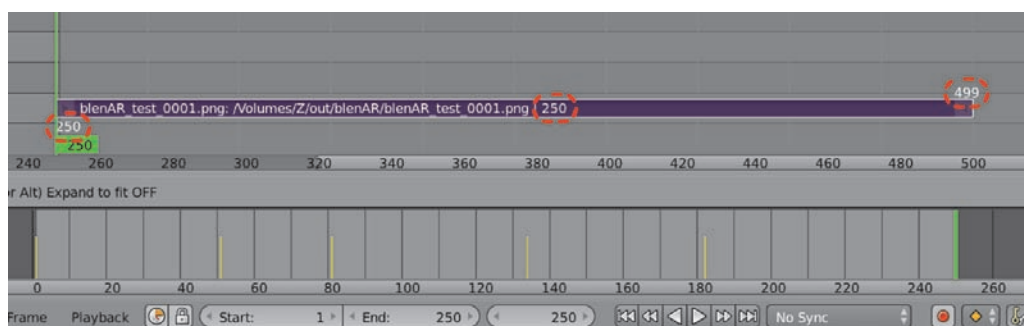 499
blenAR_test_0001.png: /Volumes/Z/out/blenAR/blenAR_test_0001.png | 250
250
250
240 260 280 300 320 340 360 380 400 420 440 460 480 500
r Alt) Expand to fit OFF
0 20 40 60 80 100 120 140 160 180 200 220 240 260
Frame Playback Start: 1 End: 250 250 No Sync